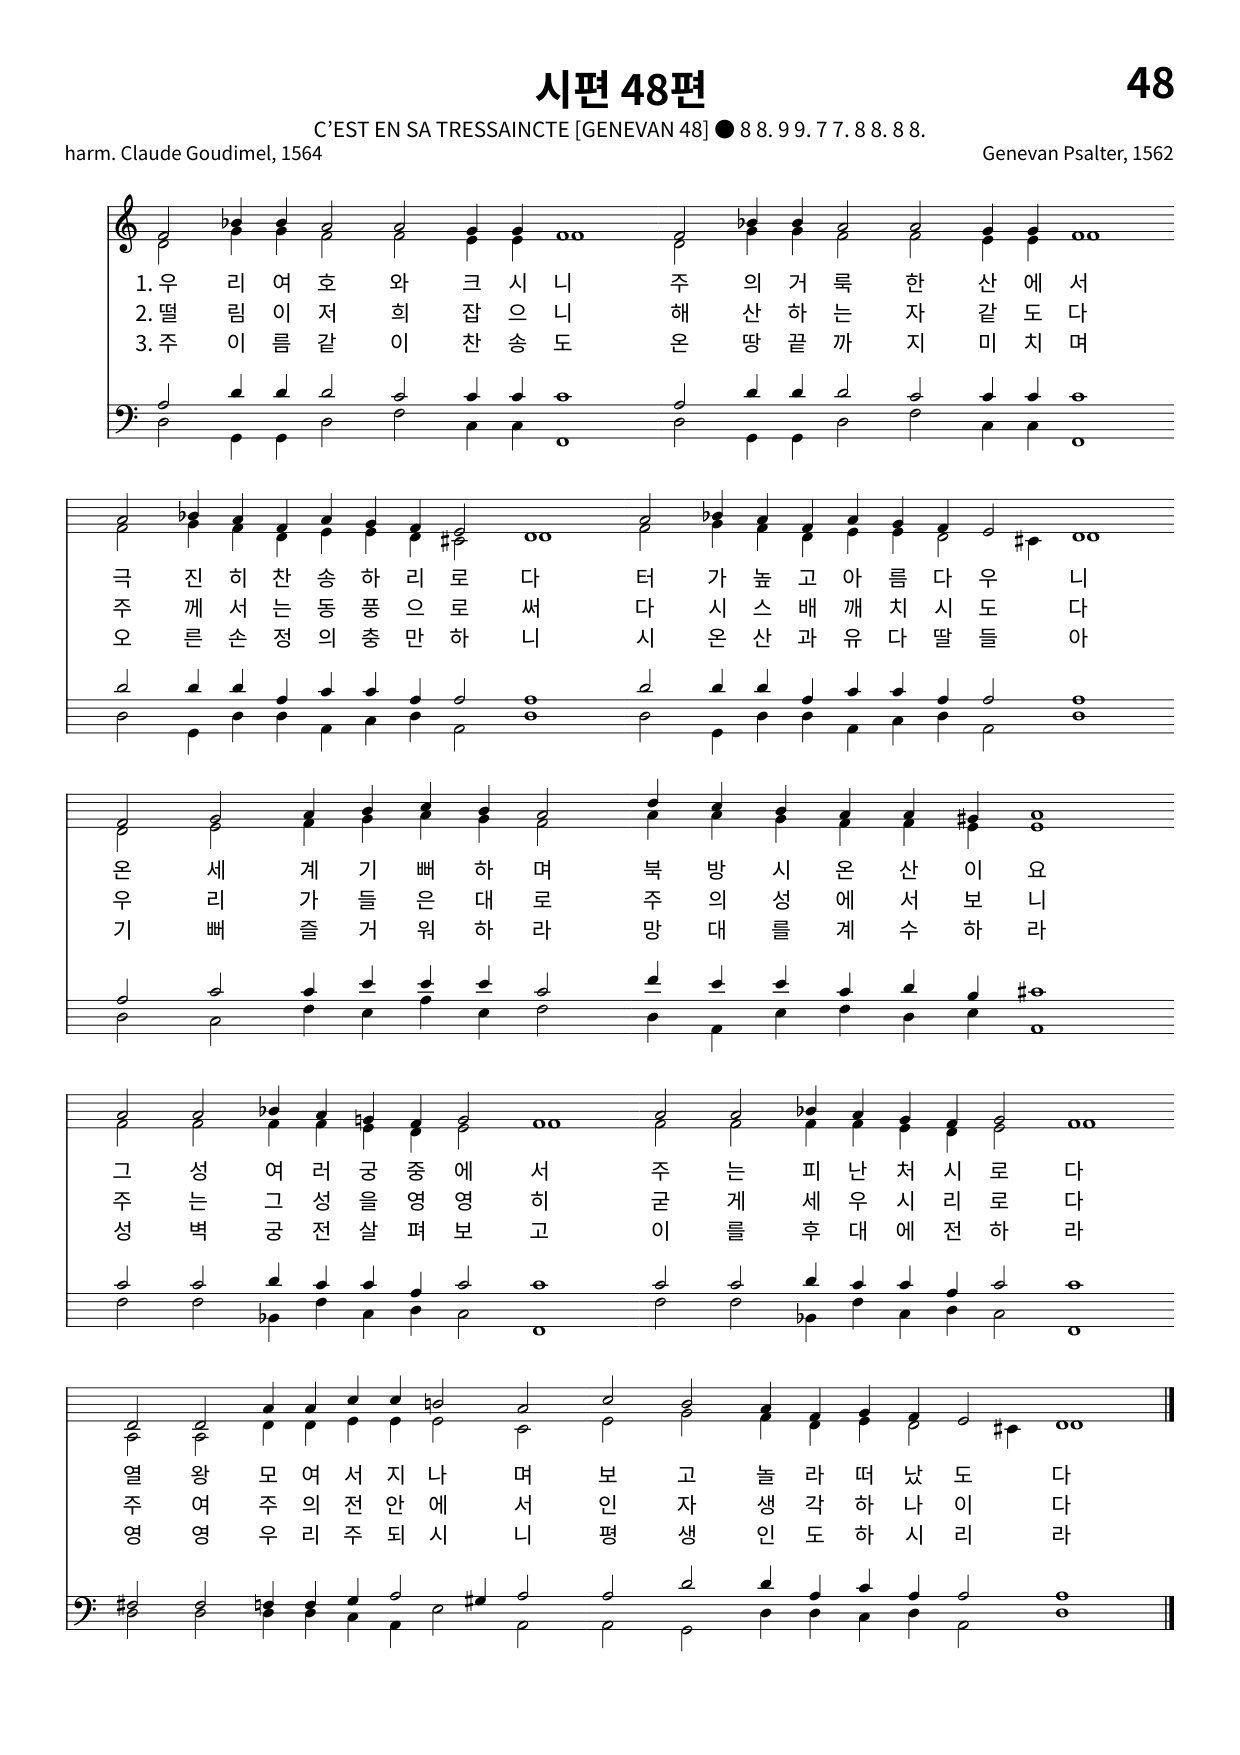 시편 48편
48
C’EST EN SA TRESSAINCTE [GENEVAN 48] ● 8 8. 9 9. 7 7. 8 8. 8 8.
harm. Claude Goudimel, 1564
Genevan Psalter, 1562
1. 우 리 여 호 와 크 시 니 주 의 거 룩 한 산 에 서
2. 떨 림 이 저 희 잡 으 니 해 산 하 는 자 같 도 다
3. 주 이 름 같 이 찬 송 도 온 땅 끝 까 지 미 치 며
극 진 히 찬 송 하 리 로 다 터 가 높 고 아 름 다 우 니
주 께 서 는 동 풍 으 로 써 다 시 스 배 깨 치 시 도 다
오 른 손 정 의 충 만 하 니 시 온 산 과 유 다 딸 들 아
온 세 계 기 뻐 하 며 북 방 시 온 산 이 요
우 리 가 들 은 대 로 주 의 성 에 서 보 니
기 뻐 즐 거 워 하 라 망 대 를 계 수 하 라
그 성 여 러 궁 중 에 서 주 는 피 난 처 시 로 다
주 는 그 성 을 영 영 히 굳 게 세 우 시 리 로 다
성 벽 궁 전 살 펴 보 고 이 를 후 대 에 전 하 라
열 왕 모 여 서 지 나 며 보 고 놀 라 떠 났 도 다
주 여 주 의 전 안 에 서 인 자 생 각 하 나 이 다
영 영 우 리 주 되 시 니 평 생 인 도 하 시 리 라